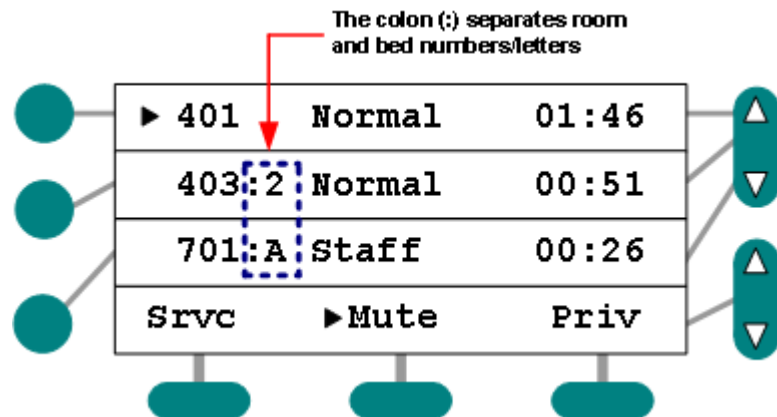 The colon (:) separates room
and bed numbers/letters
▶ 401 Normal 01:46
403:2 Normal 00:51
701:A Staff 00:26
Srvc ▶Mute Priv